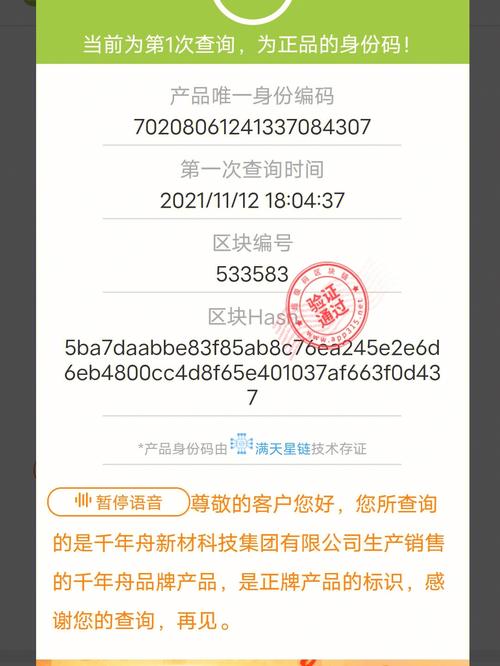 当前为第1次查询，为正品的身份码！
产品唯一身份编码
70208061241337084307
第一次查询时间
2021/11/12 18:04:37
区块编号
533583
区块Hash
5ba7daabbe83f85ab8c76ea245e2e6d
6eb4800cc4d8f65e401037af663f0d43
7
验证
通过
www.app315.net
*产品身份码由满天星链技术存证
暂停语音 尊敬的客户您好，您所查询
的是千年舟新材科技集团有限公司生产销售
的千年舟品牌产品，是正牌产品的标识，感
谢您的查询，再见。